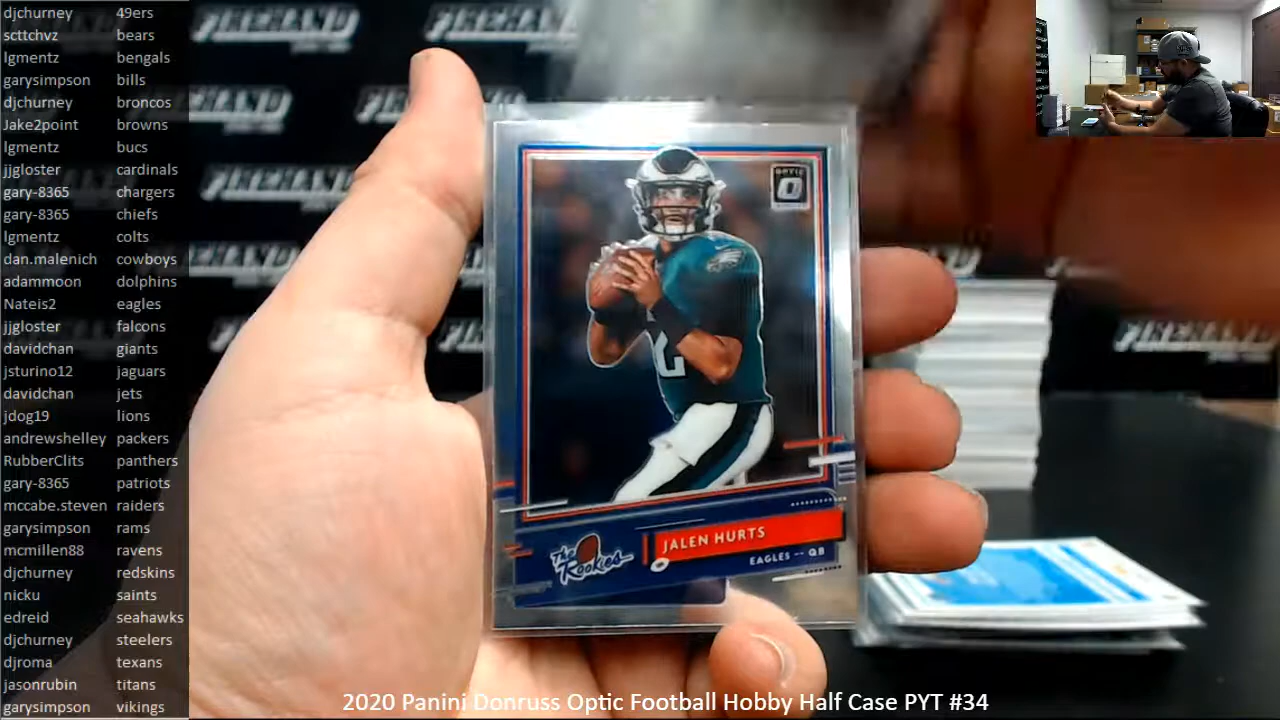 djchurney 49ers
scttchvz bears
lgmentz bengals
garysimpson bills
djchurney broncos
Jake2point browns
lgmentz bucs
jjgloster cardinals
gary-8365 chargers
gary-8365 chiefs
lgmentz colts
dan.malenich cowboys
adammoon dolphins
Nateis2 eagles
jjgloster falcons
davidchan giants
jsturino12 jaguars
davidchan jets
jdog19 lions
andrewshelley packers
RubberClits panthers
gary-8365 patriots
mccabe.steven raiders
garysimpson rams
mcmillen88 ravens
djchurney redskins
nicku saints
edreid seahawks
djchurney steelers
djroma texans
jasonrubin titans
garysimpson vikings
FIREHAND
FIREHAND
FIREHAND
OPTIC
The Rookies
JALEN HURTS
EAGLES -- QB
2020 Panini Donruss Optic Football Hobby Half Case PYT #34